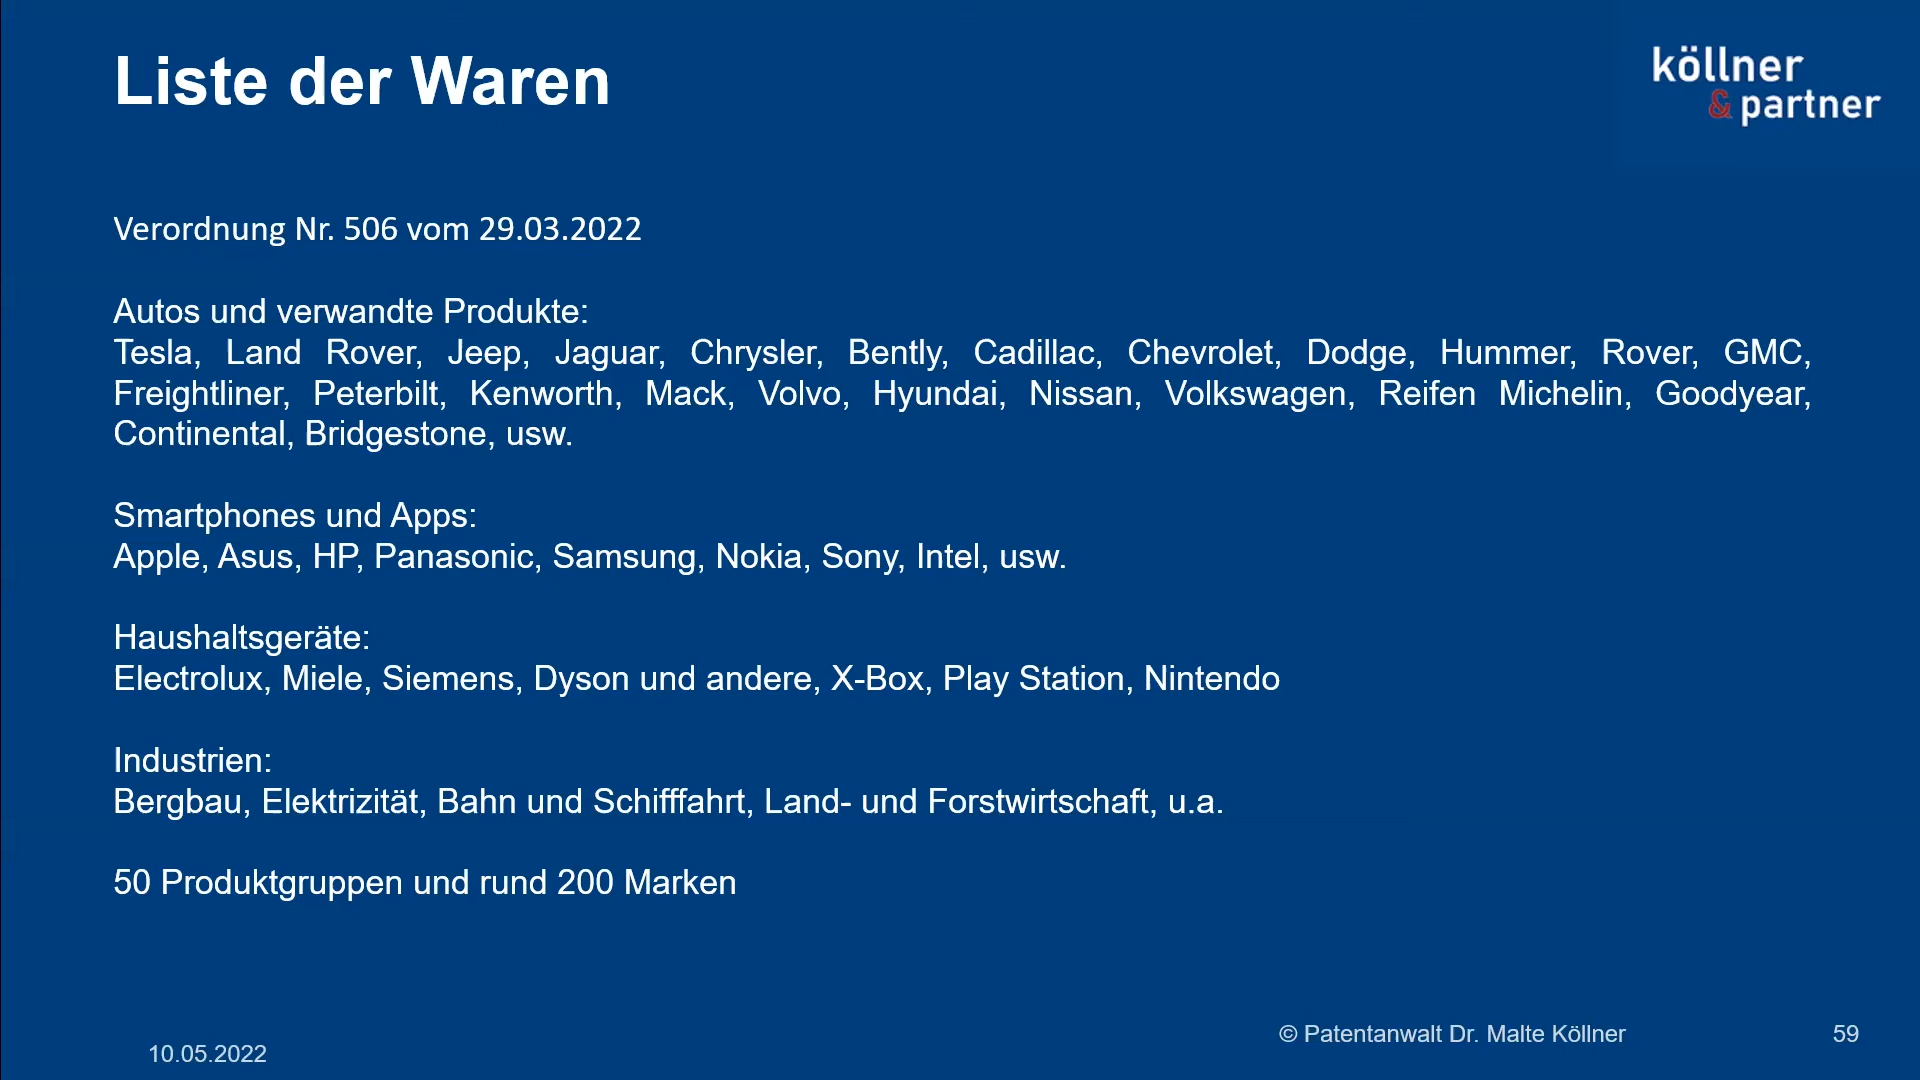 Liste der Waren
köllner
& partner
Verordnung Nr. 506 vom 29.03.2022
Autos und verwandte Produkte:
Tesla, Land Rover, Jeep, Jaguar, Chrysler, Bently, Cadillac, Chevrolet, Dodge, Hummer, Rover, GMC,
Freightliner, Peterbilt, Kenworth, Mack, Volvo, Hyundai, Nissan, Volkswagen, Reifen Michelin, Goodyear,
Continental, Bridgestone, usw.
Smartphones und Apps:
Apple, Asus, HP, Panasonic, Samsung, Nokia, Sony, Intel, usw.
Haushaltsgeräte:
Electrolux, Miele, Siemens, Dyson und andere, X-Box, Play Station, Nintendo
Industrien:
Bergbau, Elektrizität, Bahn und Schifffahrt, Land- und Forstwirtschaft, u.a.
50 Produktgruppen und rund 200 Marken
© Patentanwalt Dr. Malte Köllner
59
10.05.2022